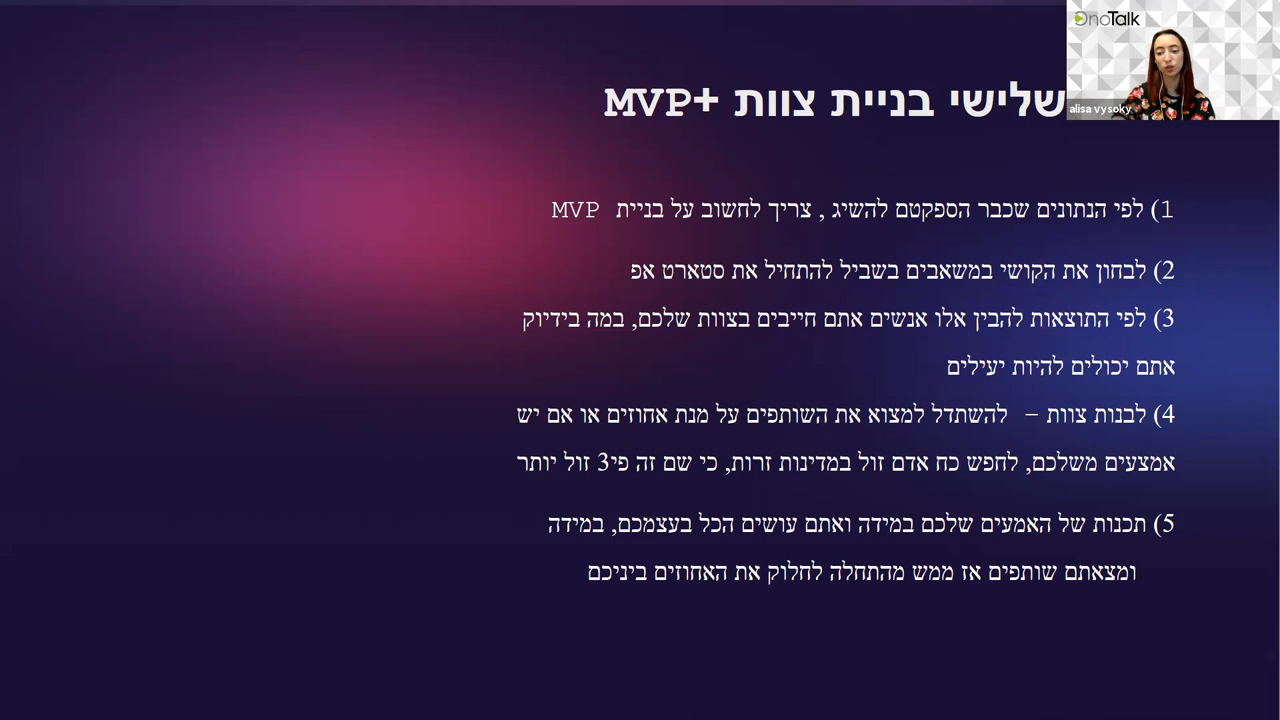 OnoTalk
alisa vysoky
שלישי בניית צוות +MVP
1) לפי הנתונים שכבר הספקטם להשיג , צריך לחשוב על בניית MVP
2) לבחון את הקושי במשאבים בשביל להתחיל את סטארט אפ
3) לפי התוצאות להבין אלו אנשים אתם חייבים בצוות שלכם, במה בידיוק
אתם יכולים להיות יעילים
4) לבנות צוות – להשתדל למצוא את השותפים על מנת אחוזים או אם יש
אמצעים משלכם, לחפש כח אדם זול במדינות זרות, כי שם זה פי3 זול יותר
5) תכנות של האמעים שלכם במידה ואתם עושים הכל בעצמכם, במידה
ומצאתם שותפים אז ממש מהתחלה לחלוק את האחוזים ביניכם